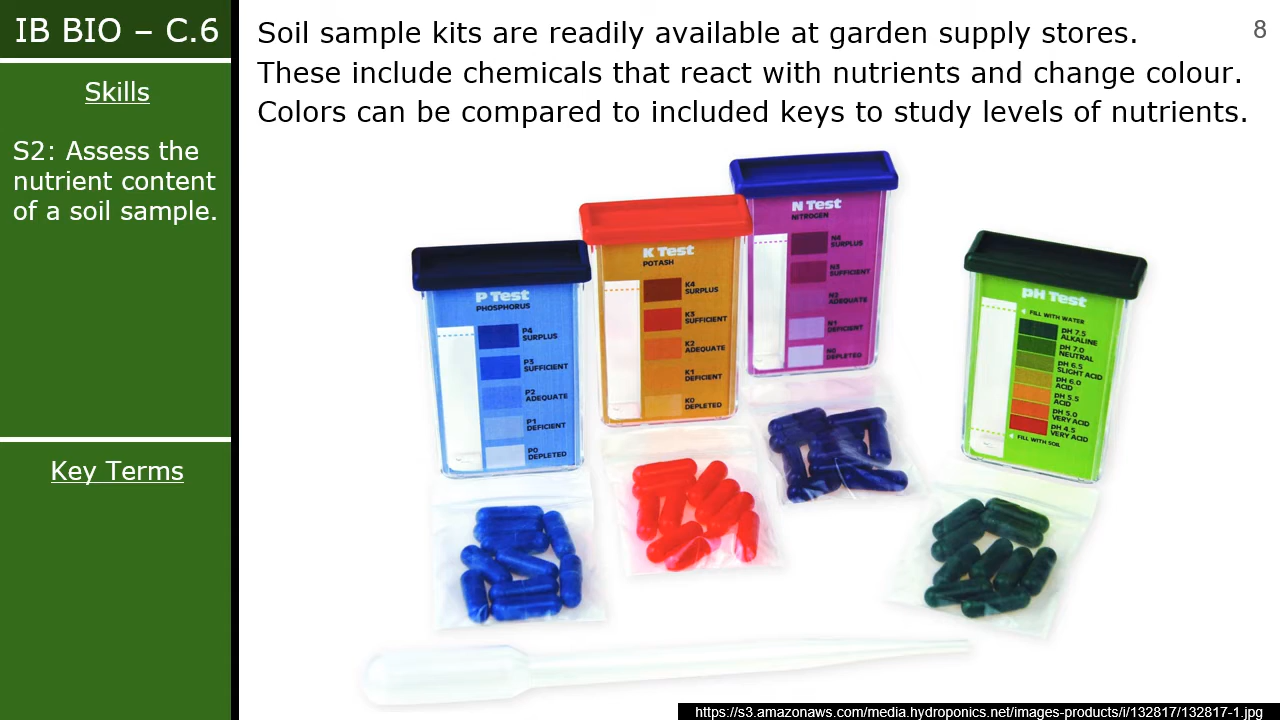 IB BIO – C.6
Skills
S2: Assess the
nutrient content
of a soil sample.
Key Terms
Soil sample kits are readily available at garden supply stores.
These include chemicals that react with nutrients and change colour.
Colors can be compared to included keys to study levels of nutrients.
8
P Test
PHOSPHORUS
P4
SURPLUS
P3
SUFFICIENT
P2
ADEQUATE
P1
DEFICIENT
P0
DEPLETED
K Test
POTASH
K4
SURPLUS
K3
SUFFICIENT
K2
ADEQUATE
K1
DEFICIENT
K0
DEPLETED
N Test
NITROGEN
N4
SURPLUS
N3
SUFFICIENT
N2
ADEQUATE
N1
DEFICIENT
N0
DEPLETED
pH Test
FILL WITH WATER
pH 7.5
ALKALINE
pH 7.0
NEUTRAL
pH 6.5
SLIGHT ACID
pH 6.0
ACID
pH 5.5
ACID
pH 5.0
VERY ACID
pH 4.5
VERY ACID
FILL WITH SOIL
https://s3.amazonaws.com/media.hydroponics.net/images-products/i/132817/132817-1.jpg